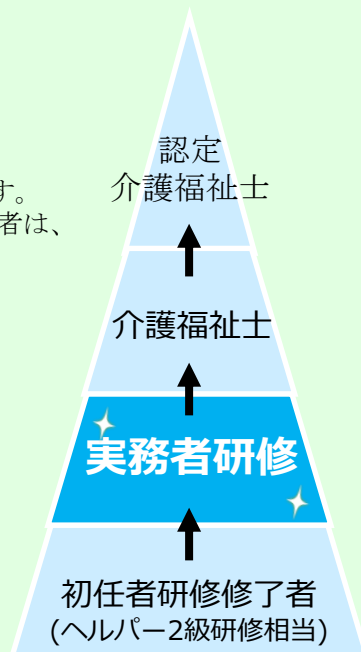 認定
介護福祉士
す。
者は、
介護福祉士
実務者研修
初任者研修修了者
(ヘルパー2級研修相当)